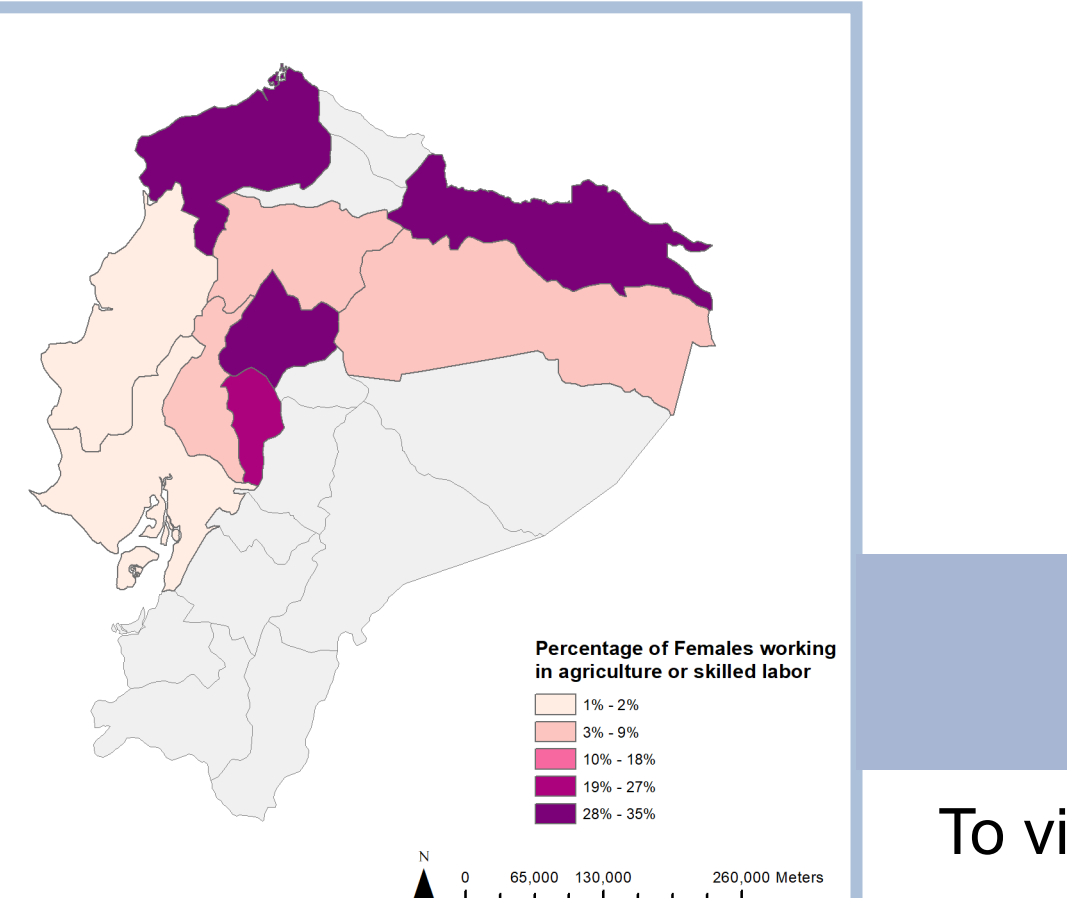 Percentage of Females working
in agriculture or skilled labor
1% - 2%
3% - 9%
10% - 18%
19% - 27%
28% - 35%
N
0 65,000 130,000 260,000 Meters
To vi